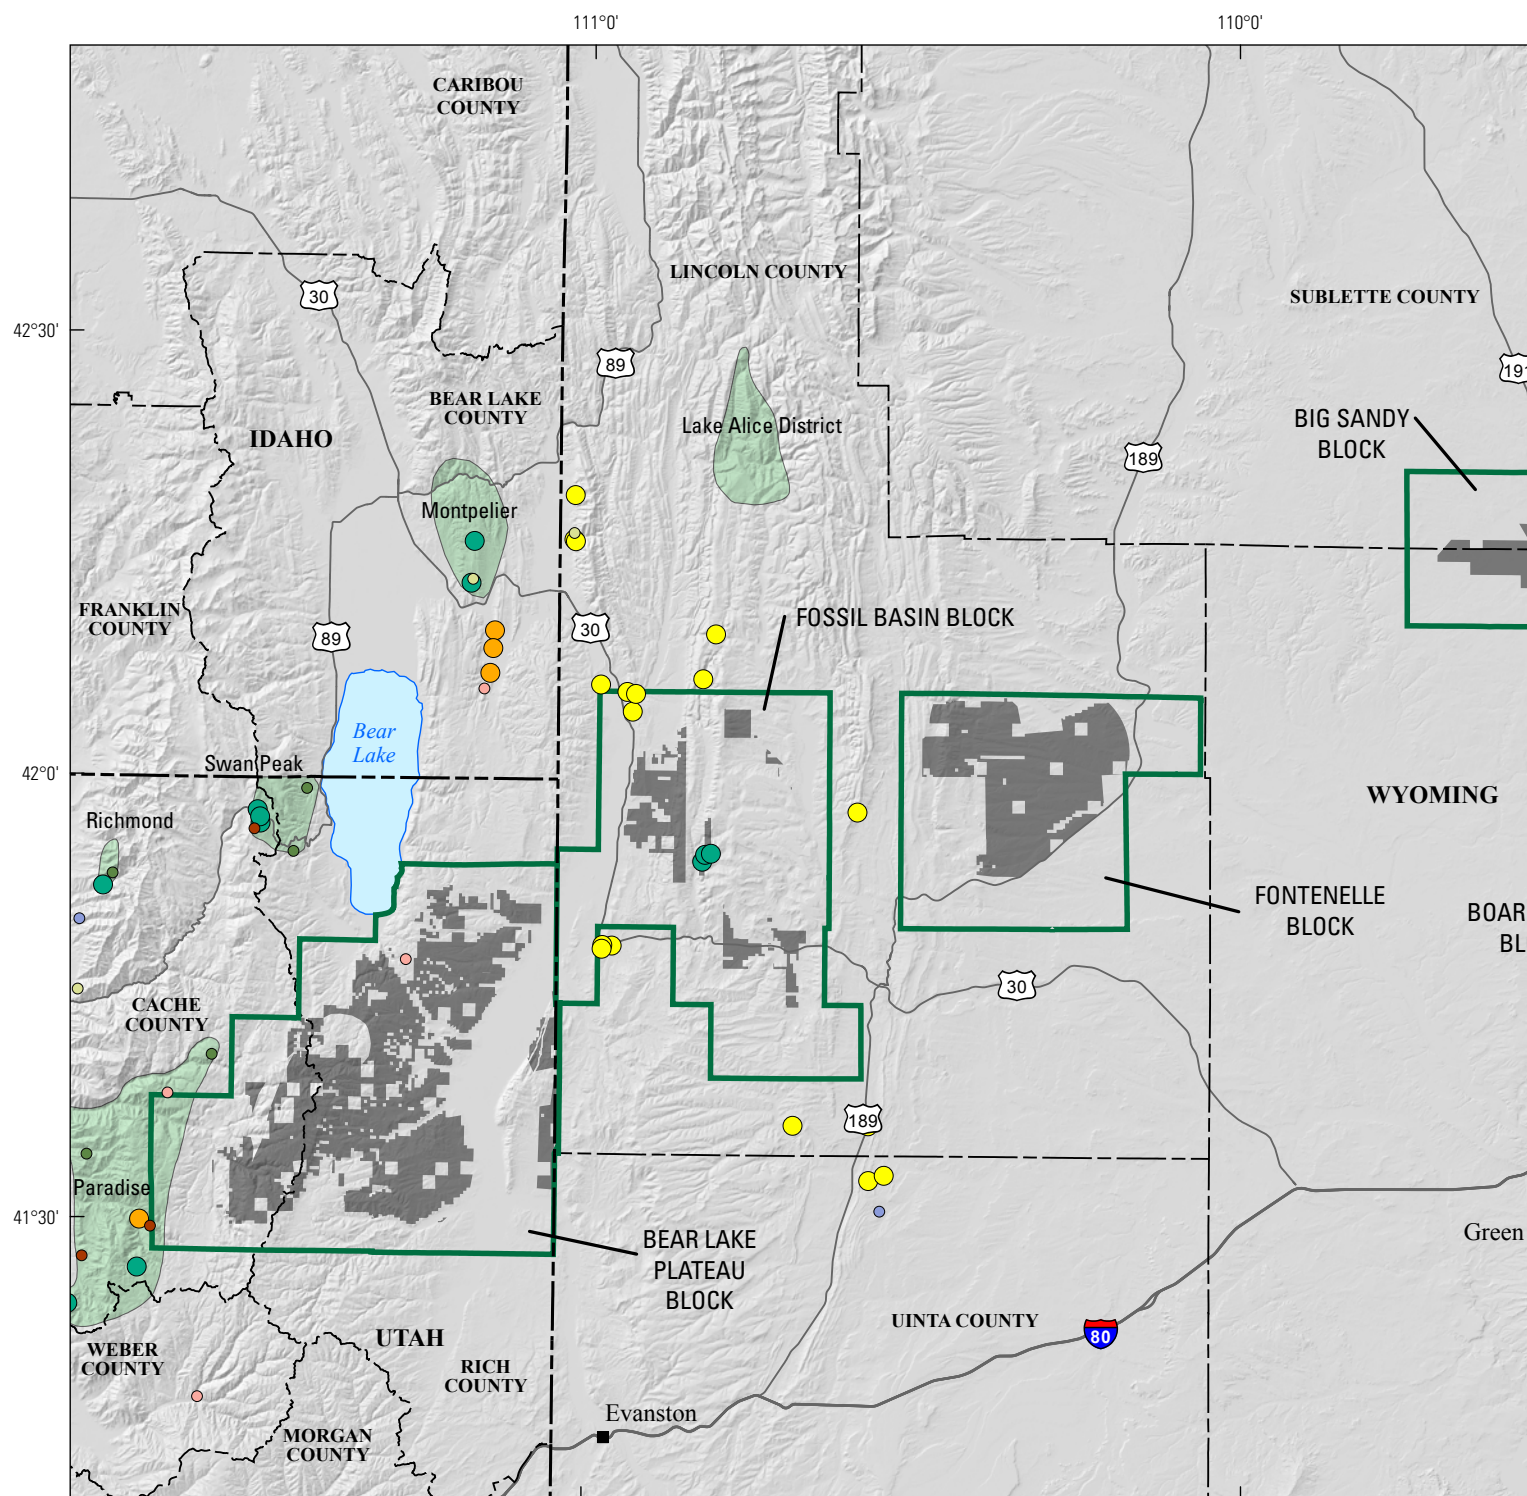 111°0'
110°0'
CARIBOU
COUNTY
LINCOLN COUNTY
SUBLETTE COUNTY
30
42°30'
89
191
BEAR LAKE
COUNTY
IDAHO
Lake Alice District
BIG SANDY
BLOCK
189
Montpelier
FRANKLIN
COUNTY
89
30
FOSSIL BASIN BLOCK
Bear
Lake
Swan Peak
42°0'
WYOMING
Richmond
FONTENELLE
BLOCK
BOAR
BL
30
CACHE
COUNTY
189
Paradise
41°30'
BEAR LAKE
PLATEAU
BLOCK
Green
UINTA COUNTY
80
UTAH
WEBER
COUNTY
RICH
COUNTY
Evanston
MORGAN
COUNTY